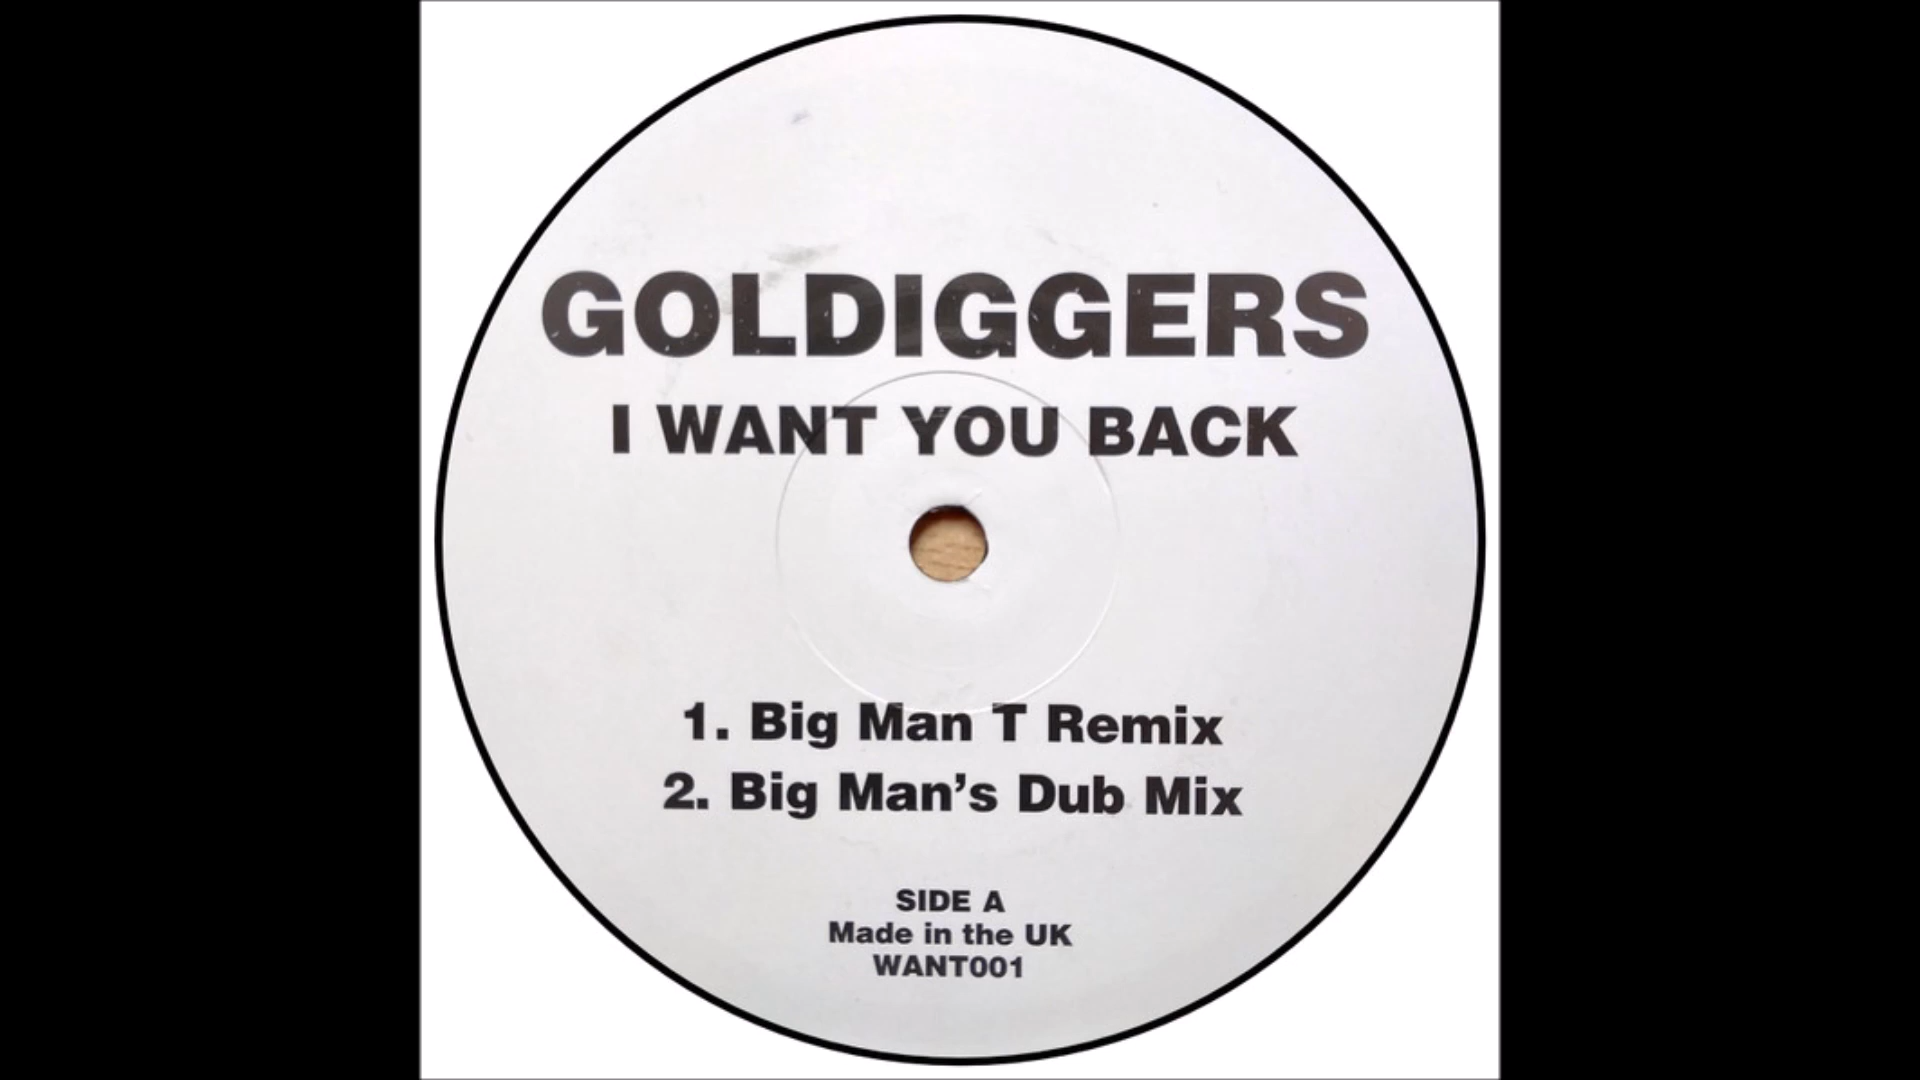 GOLDIGGERS
I WANT YOU BACK
1. Big Man T Remix
2. Big Man's Dub Mix
SIDE A
Made in the UK
WANT001